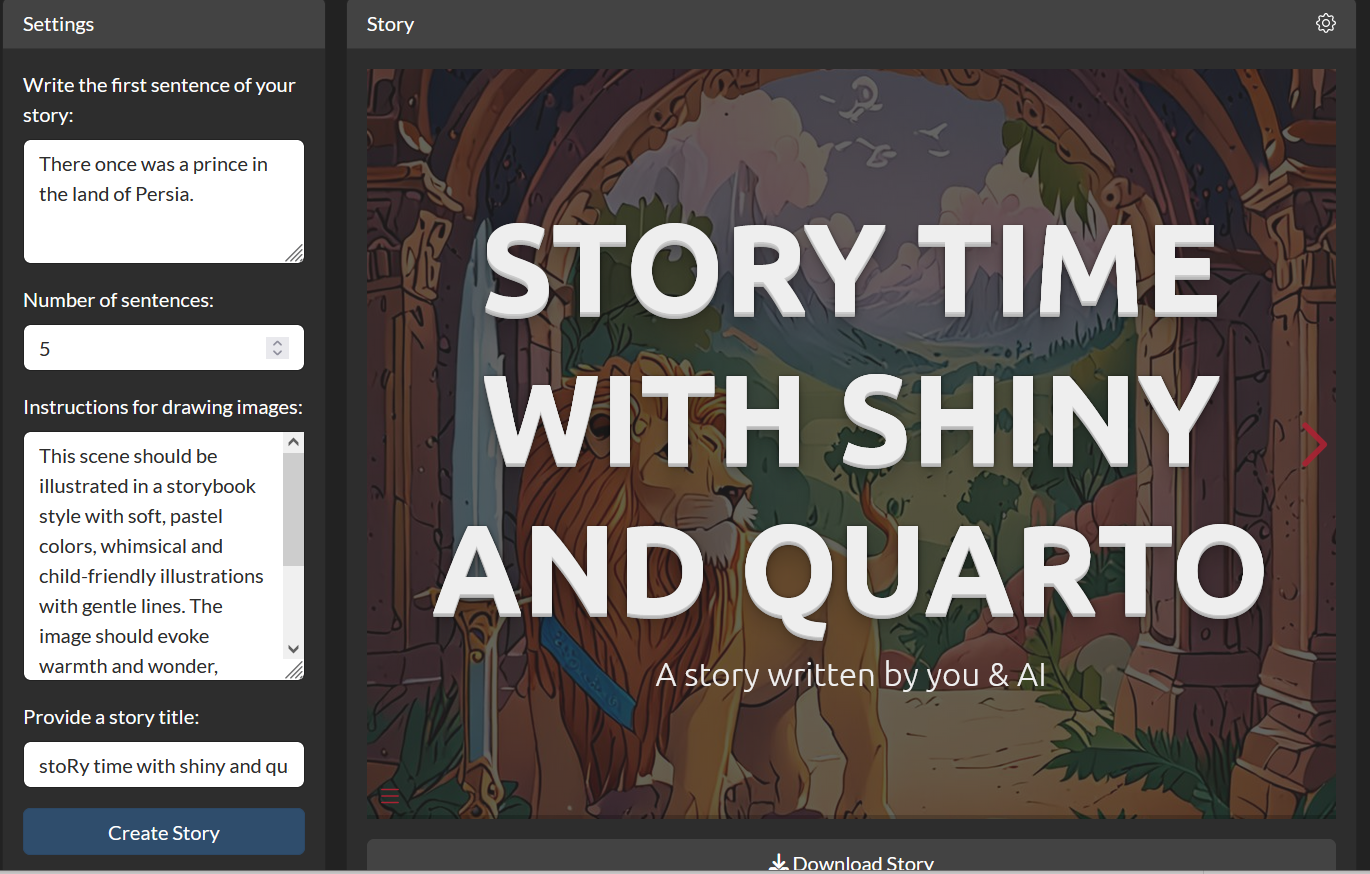 Settings
Write the first sentence of your
story:
There once was a prince in
the land of Persia.
Number of sentences:
5
Instructions for drawing images:
This scene should be
illustrated in a storybook
style with soft, pastel
colors, whimsical and
child-friendly illustrations
with gentle lines. The
image should evoke
warmth and wonder,
Provide a story title:
stoRy time with shiny and qu
Create Story
Story
STORY TIME
WITH SHINY
AND QUARTO
A story written by you & AI
Download Story